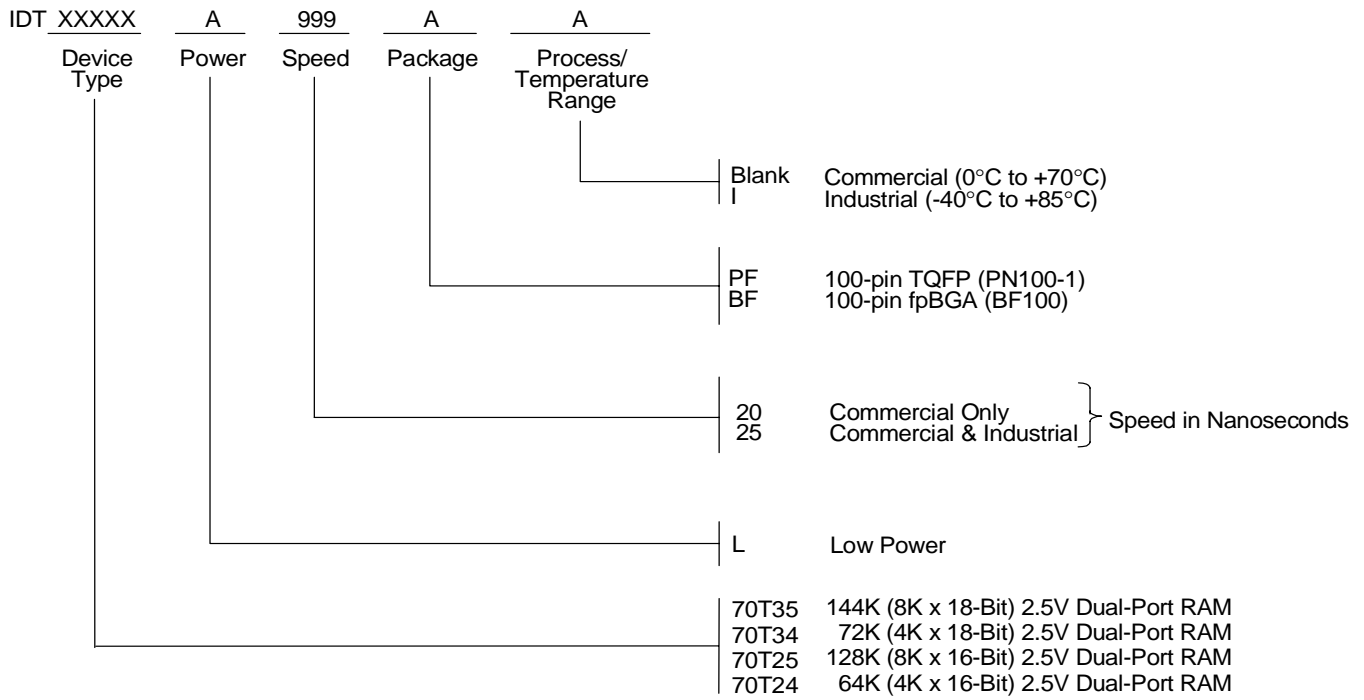 IDT XXXXX A 999 A A
Device Type Power Speed Package Process/ Temperature Range
Blank Commercial (0°C to +70°C)
I Industrial (-40°C to +85°C)
PF 100-pin TQFP (PN100-1)
BF 100-pin fpBGA (BF100)
20 Commercial Only
25 Commercial & Industrial
Speed in Nanoseconds
L Low Power
70T35 144K (8K x 18-Bit) 2.5V Dual-Port RAM
70T34 72K (4K x 18-Bit) 2.5V Dual-Port RAM
70T25 128K (8K x 16-Bit) 2.5V Dual-Port RAM
70T24 64K (4K x 16-Bit) 2.5V Dual-Port RAM